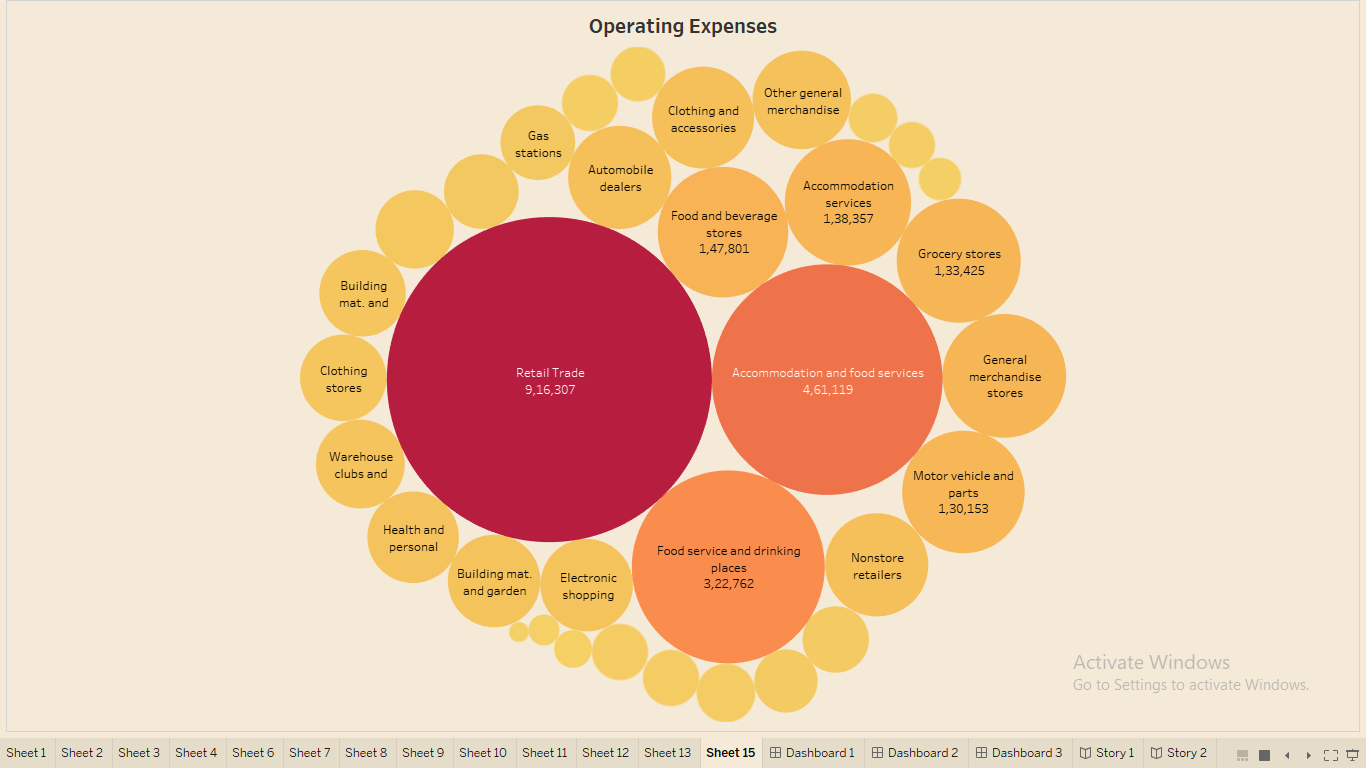 Operating Expenses
Clothing and
accessories
Other general
merchandise
Gas
stations
Automobile
dealers
Accommodation
services
1,38,357
Food and beverage
stores
1,47,801
Grocery stores
1,33,425
Building
mat. and
Clothing
stores
Retail Trade
9,16,307
Accommodation and food services
4,61,119
General
merchandise
stores
Warehouse
clubs and
Motor vehicle and
parts
1,30,153
Health and
personal
Building mat.
and garden
Electronic
shopping
Food service and drinking
places
3,22,762
Nonstore
retailers
Activate Windows
Go to Settings to activate Windows.
Sheet 1 Sheet 2 Sheet 3 Sheet 4 Sheet 6 Sheet 7 Sheet 8 Sheet 9 Sheet 10 Sheet 11 Sheet 12 Sheet 13 Sheet 15 Dashboard 1 Dashboard 2 Dashboard 3 Story 1 Story 2